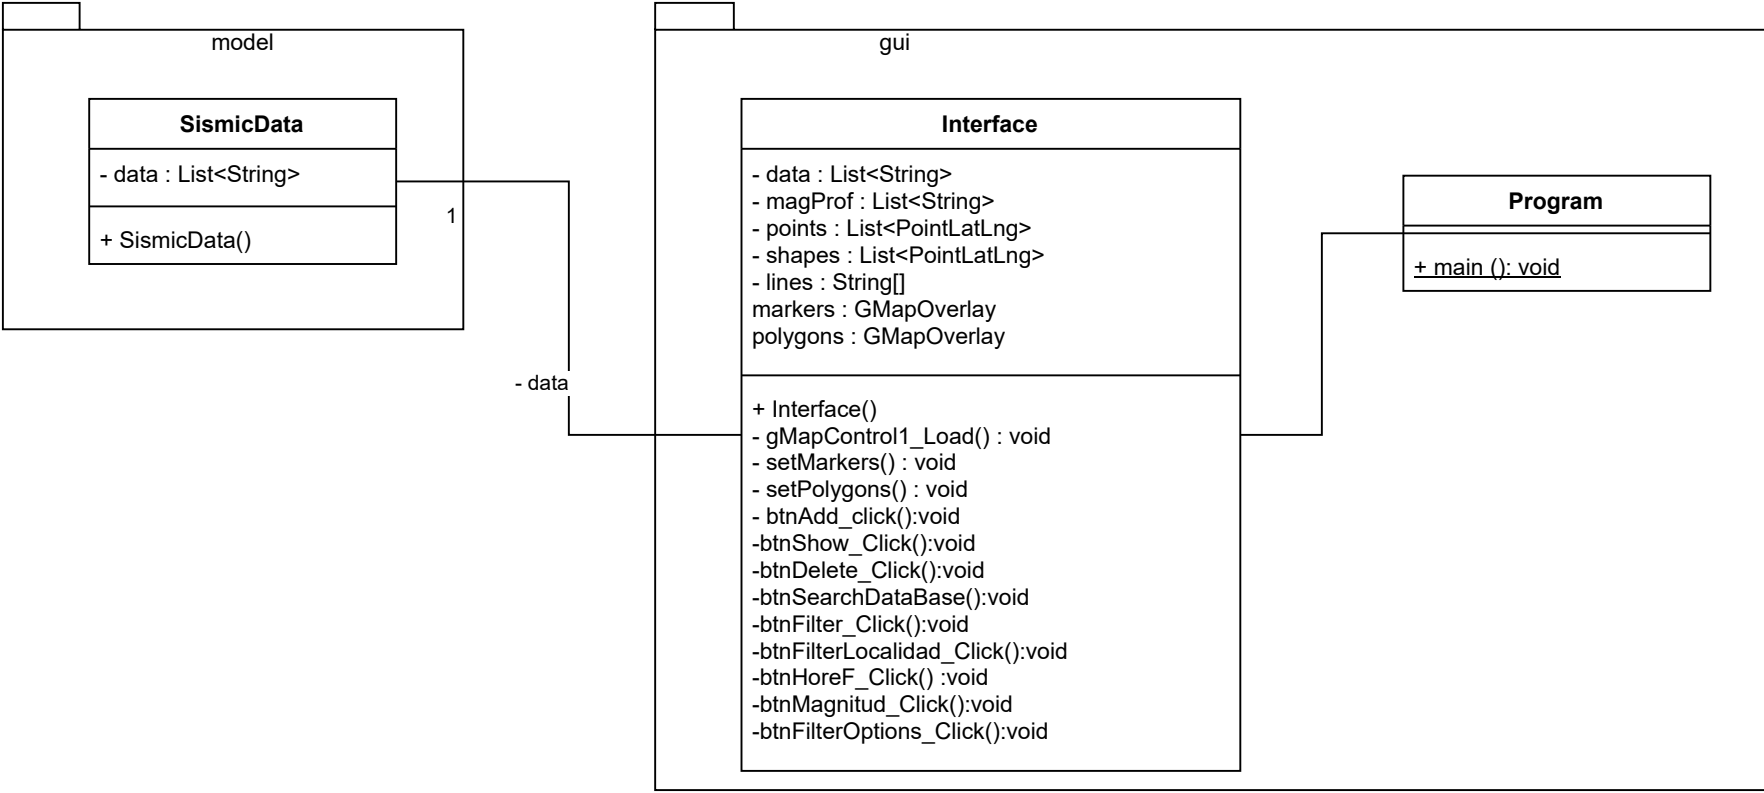 model
SismicData
- data : List<String>
+ SismicData()
1
- data
gui
Interface
- data : List<String>
- magProf : List<String>
- points : List<PointLatLng>
- shapes : List<PointLatLng>
- lines : String[]
markers : GMapOverlay
polygons : GMapOverlay
+ Interface()
- gMapControl1_Load() : void
- setMarkers() : void
- setPolygons() : void
- btnAdd_click():void
-btnShow_Click():void
-btnDelete_Click():void
-btnSearchDataBase():void
-btnFilter_Click():void
-btnFilterLocalidad_Click():void
-btnHoreF_Click() :void
-btnMagnitud_Click():void
-btnFilterOptions_Click():void
Program
+ main (): void